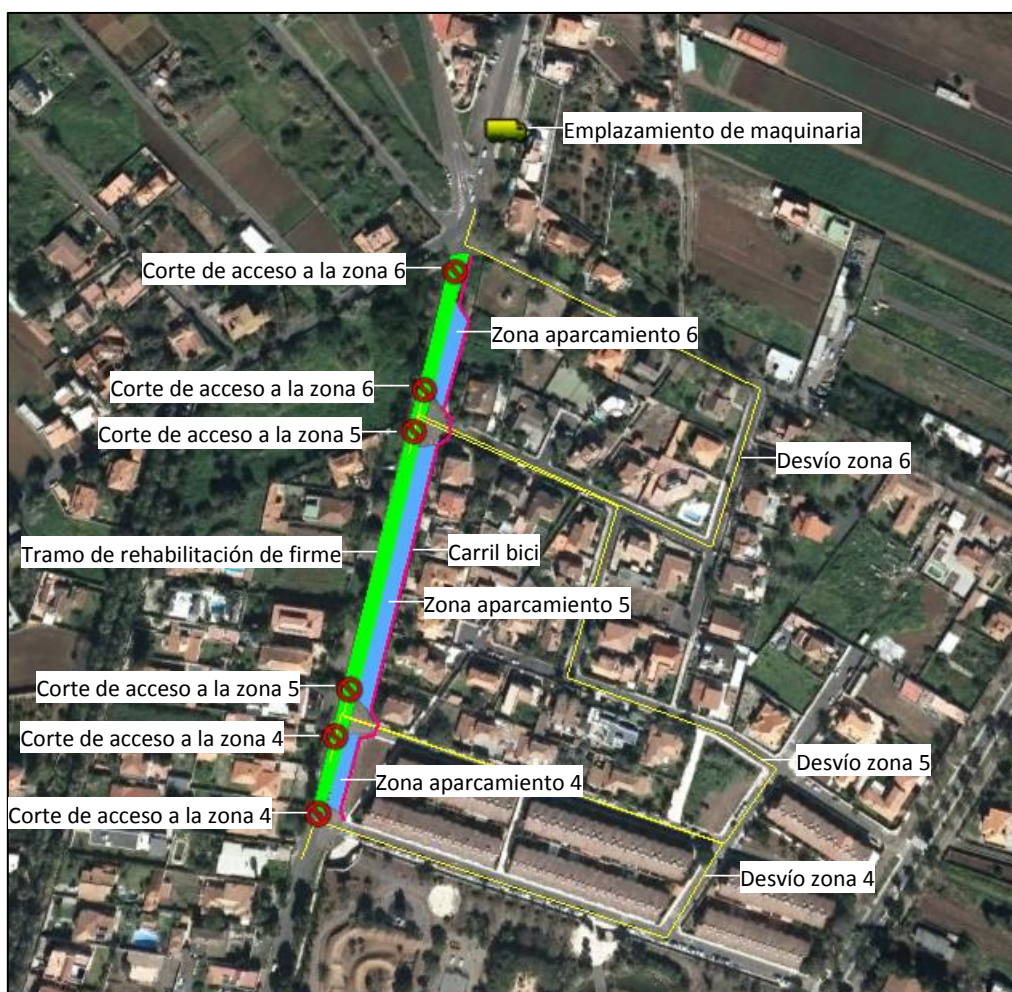 Emplazamiento de maquinaria
Corte de acceso a la zona 6
Zona aparcamiento 6
Corte de acceso a la zona 6
Corte de acceso a la zona 5
Desvío zona 6
Tramo de rehabilitación de firme
Carril bici
Zona aparcamiento 5
Corte de acceso a la zona 5
Corte de acceso a la zona 4
Desvío zona 5
Zona aparcamiento 4
Corte de acceso a la zona 4
Desvío zona 4